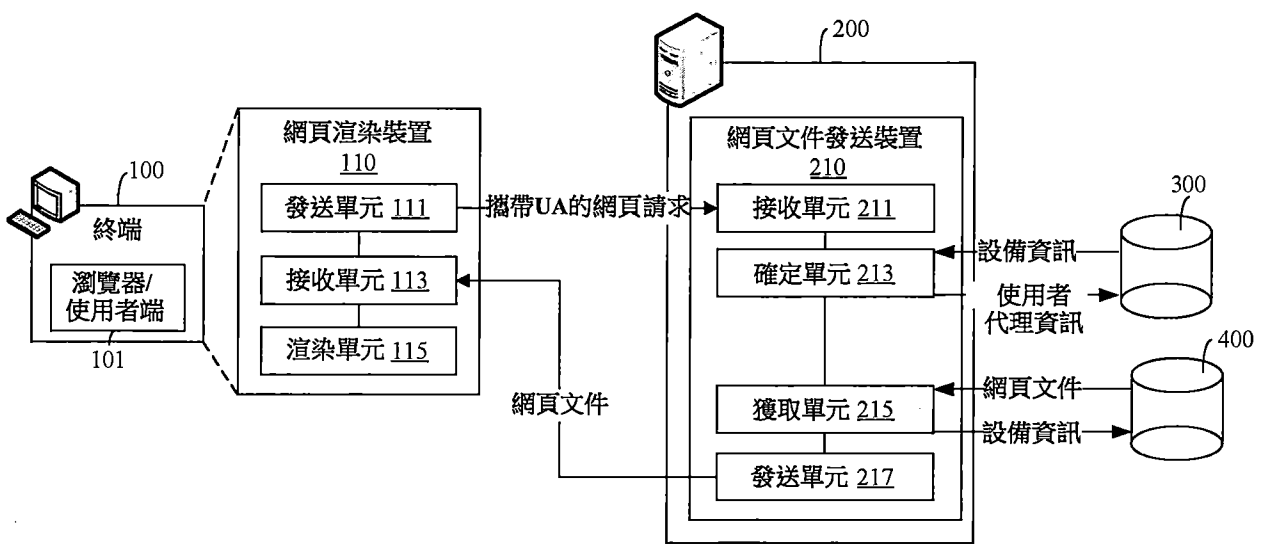 100
終端
瀏覽器/
使用者端
101
網頁渲染裝置
110
發送單元 111
接收單元 113
渲染單元 115
攜帶UA的網頁請求
網頁文件
200
網頁文件發送裝置
210
接收單元 211
確定單元 213
獲取單元 215
發送單元 217
設備資訊
使用者
代理資訊
300
網頁文件
設備資訊
400